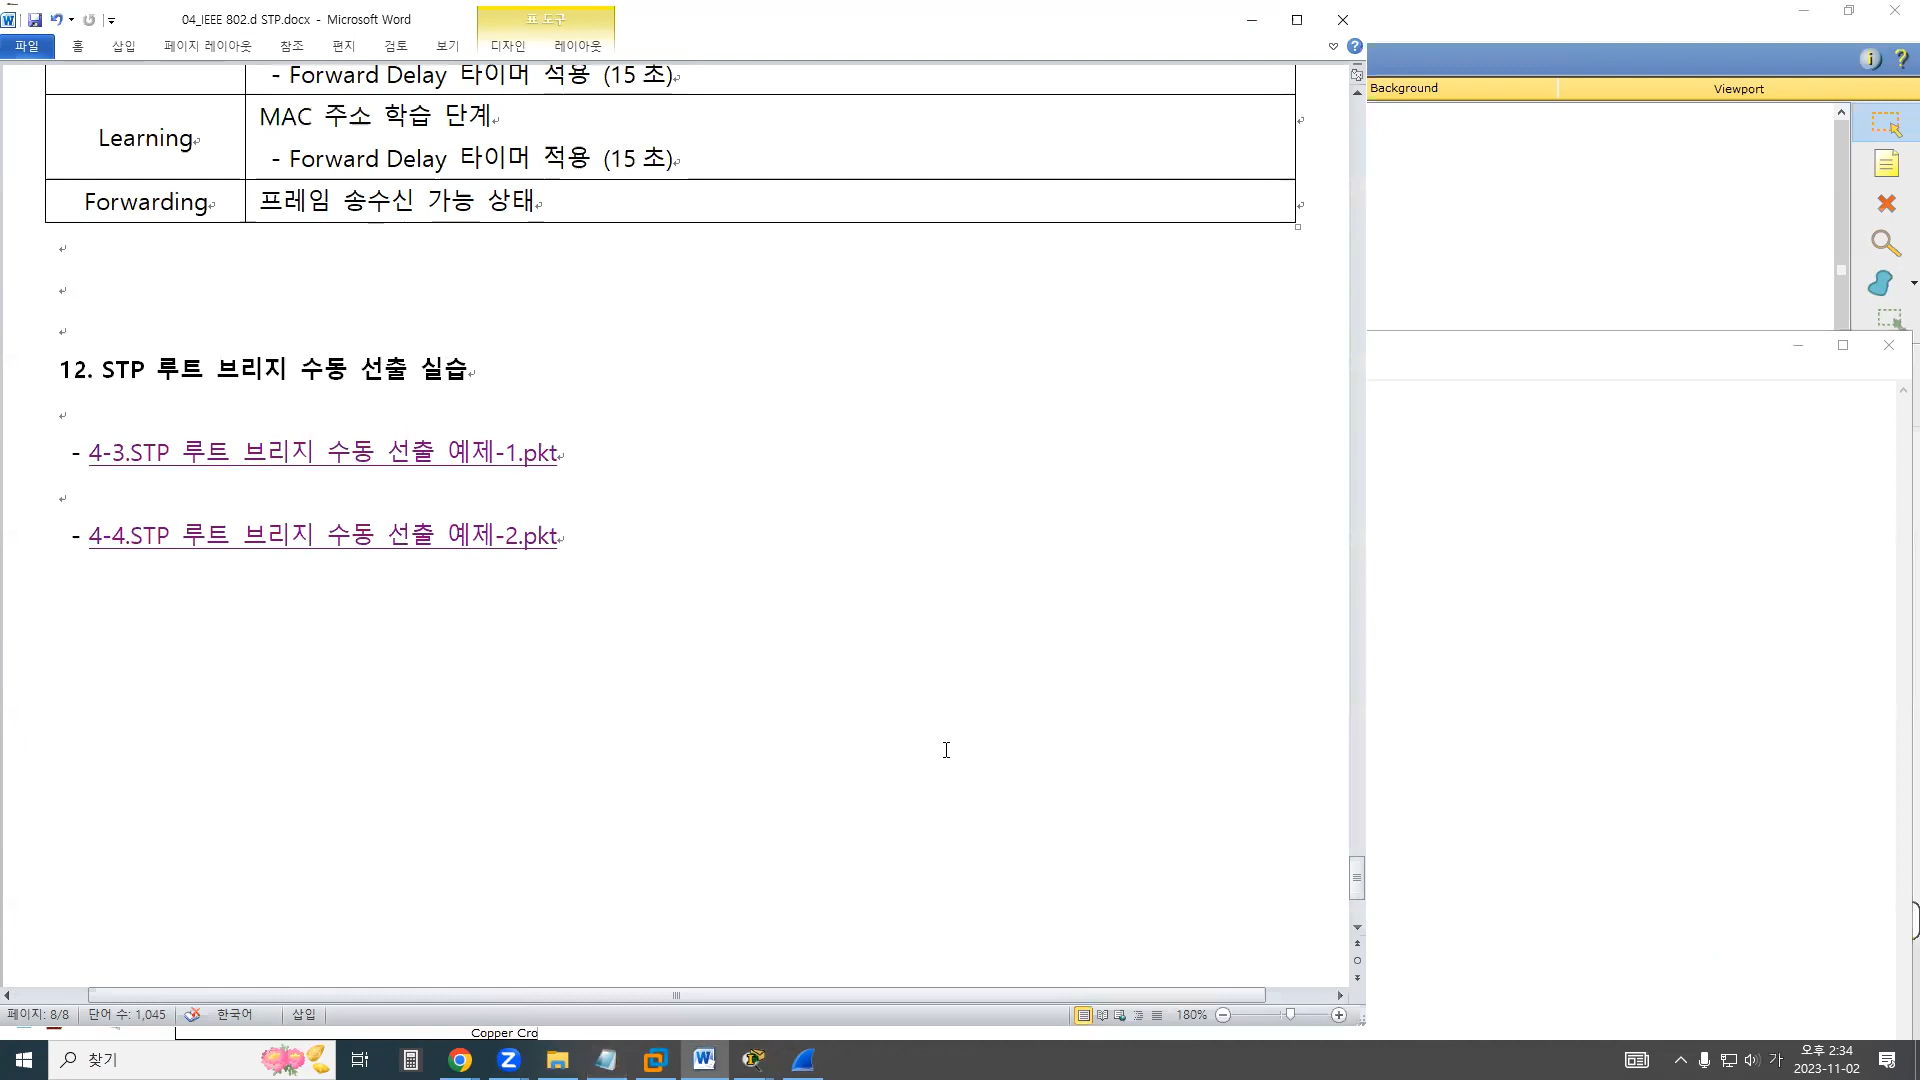 04_IEEE 802.d STP.docx - Microsoft Word
표 도구
파일 홈 삽입 페이지 레이아웃 참조 편지 검토 보기 디자인 레이아웃
Background Viewport
- Forward Delay 타이머 적용 (15 초)
Learning
MAC 주소 학습 단계
- Forward Delay 타이머 적용 (15 초)
Forwarding
프레임 송수신 가능 상태
12. STP 루트 브리지 수동 선출 실습
- 4-3.STP 루트 브리지 수동 선출 예제-1.pkt
- 4-4.STP 루트 브리지 수동 선출 예제-2.pkt
페이지: 8/8 단어 수: 1,045 한국어 삽입 180%
Copper Cro
찾기
가
오후 2:34
2023-11-02